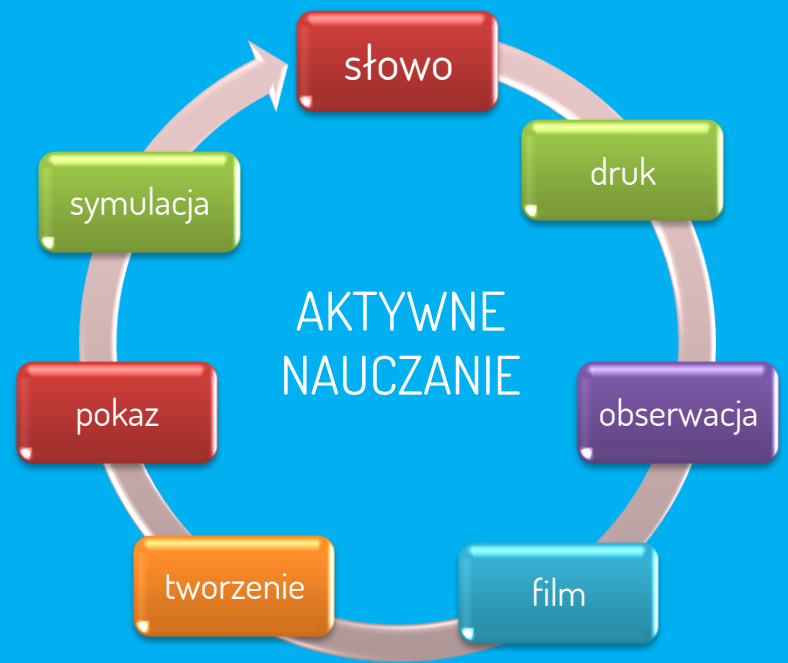 słowo
druk
symulacja
AKTYWNE
NAUCZANIE
pokaz
obserwacja
tworzenie
film